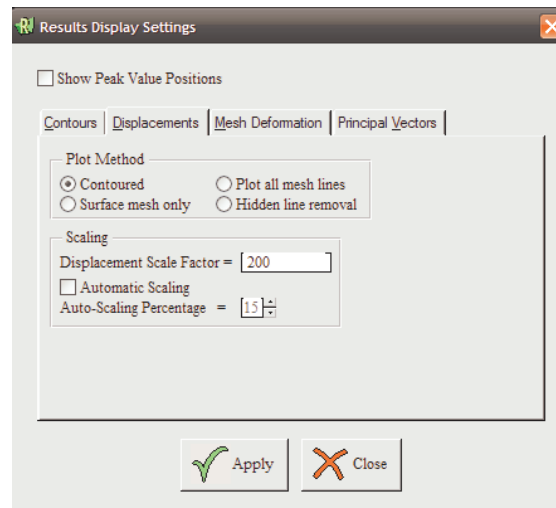 Results Display Settings
Show Peak Value Positions
Contours Displacements Mesh Deformation Principal Vectors
Plot Method
Contoured Plot all mesh lines
Surface mesh only Hidden line removal
Scaling
Displacement Scale Factor = 200
Automatic Scaling
Auto-Scaling Percentage = 15
Apply Close